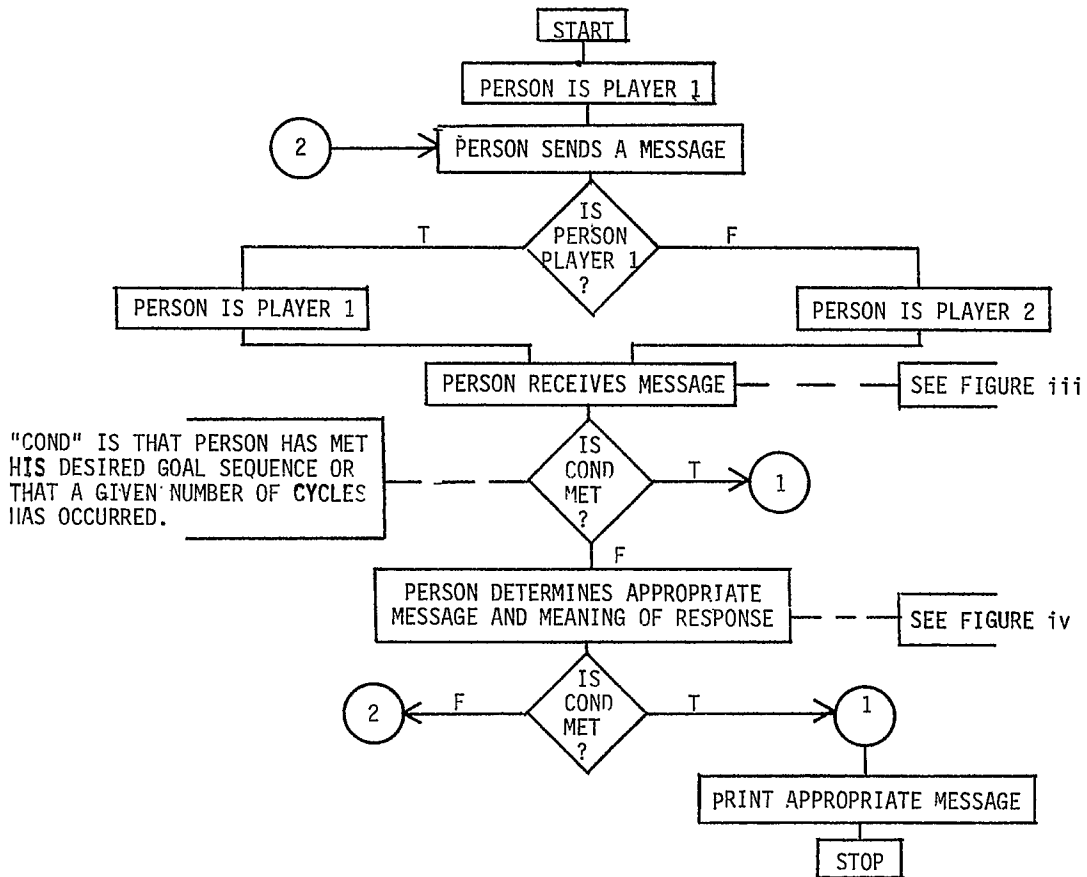 START
PERSON IS PLAYER 1
2
PERSON SENDS A MESSAGE
IS
PERSON
PLAYER 1
?
T
F
PERSON IS PLAYER 1
PERSON IS PLAYER 2
PERSON RECEIVES MESSAGE
SEE FIGURE iii
"COND" IS THAT PERSON HAS MET
HIS DESIRED GOAL SEQUENCE OR
THAT A GIVEN NUMBER OF CYCLES
HAS OCCURRED.
IS
COND
MET
?
T
1
F
PERSON DETERMINES APPROPRIATE
MESSAGE AND MEANING OF RESPONSE
SEE FIGURE iv
IS
COND
MET
?
F
2
T
1
PRINT APPROPRIATE MESSAGE
STOP